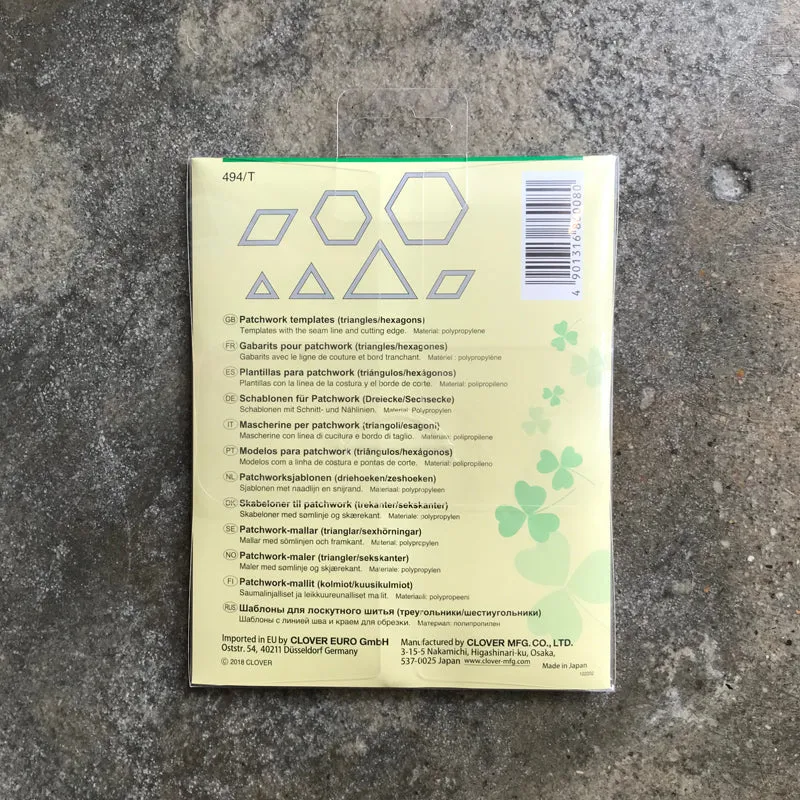 494/T
4 901316 840080
GB Patchwork templates (triangles/hexagons)
Templates with the seam line and cutting edge. Material: polypropylene
FR Gabarits pour patchwork (triangles/hexagones)
Gabarits avec le ligne de couture et bord tranchant. Matériel : polypropylène
ES Plantillas para patchwork (triángulos/hexágonos)
Plantillas con la línea de la costura y el borde de corte. Material: polipropileno
DE Schablonen für Patchwork (Dreiecke/Sechsecke)
Schablonen mit Schnitt- und Nählinien. Material: Polypropylen
IT Mascherine per patchwork (triangoli/esagoni)
Mascherine con linea di cucitura e bordo di taglio. Materiale: polipropilene
PT Modelos para patchwork (triângulos/hexágonos)
Modelos com a linha de costura e pontas de corte. Material: polipropileno
NL Patchworksjablonen (driehoeken/zeshoeken)
Sjablonen met naadlijn en snijrand. Materiaal: polypropyleen
DK Skabeloner til patchwork (trekanter/sekskanter)
Skabeloner med sømlinje og skærekant. Materiale: polypropylen
SE Patchwork-mallar (trianglar/sexhörningar)
Mallar med sömlinjen och framkant. Material: polypropylen
NO Patchwork-maler (triangler/sekskanter)
Maler med sømlinje og skjærekant. Materiale: polypropylen
FI Patchwork-mallit (kolmiot/kuusikulmiot)
Saumalinjalliset ja leikkuureunalliset mallit. Materiaali: polypropeeni
RUS Шаблоны для лоскутного шитья (треугольники/шестиугольники)
Шаблоны с линией шва и краем для обрезки. Материал: полипропилен
Imported in EU by CLOVER EURO GmbH
Oststr. 54, 40211 Düsseldorf Germany
© 2018 CLOVER
Manufactured by CLOVER MFG.CO., LTD.
3-15-5 Nakamichi, Higashinari-ku, Osaka,
537-0025 Japan www.clover-mfg.com
Made in Japan